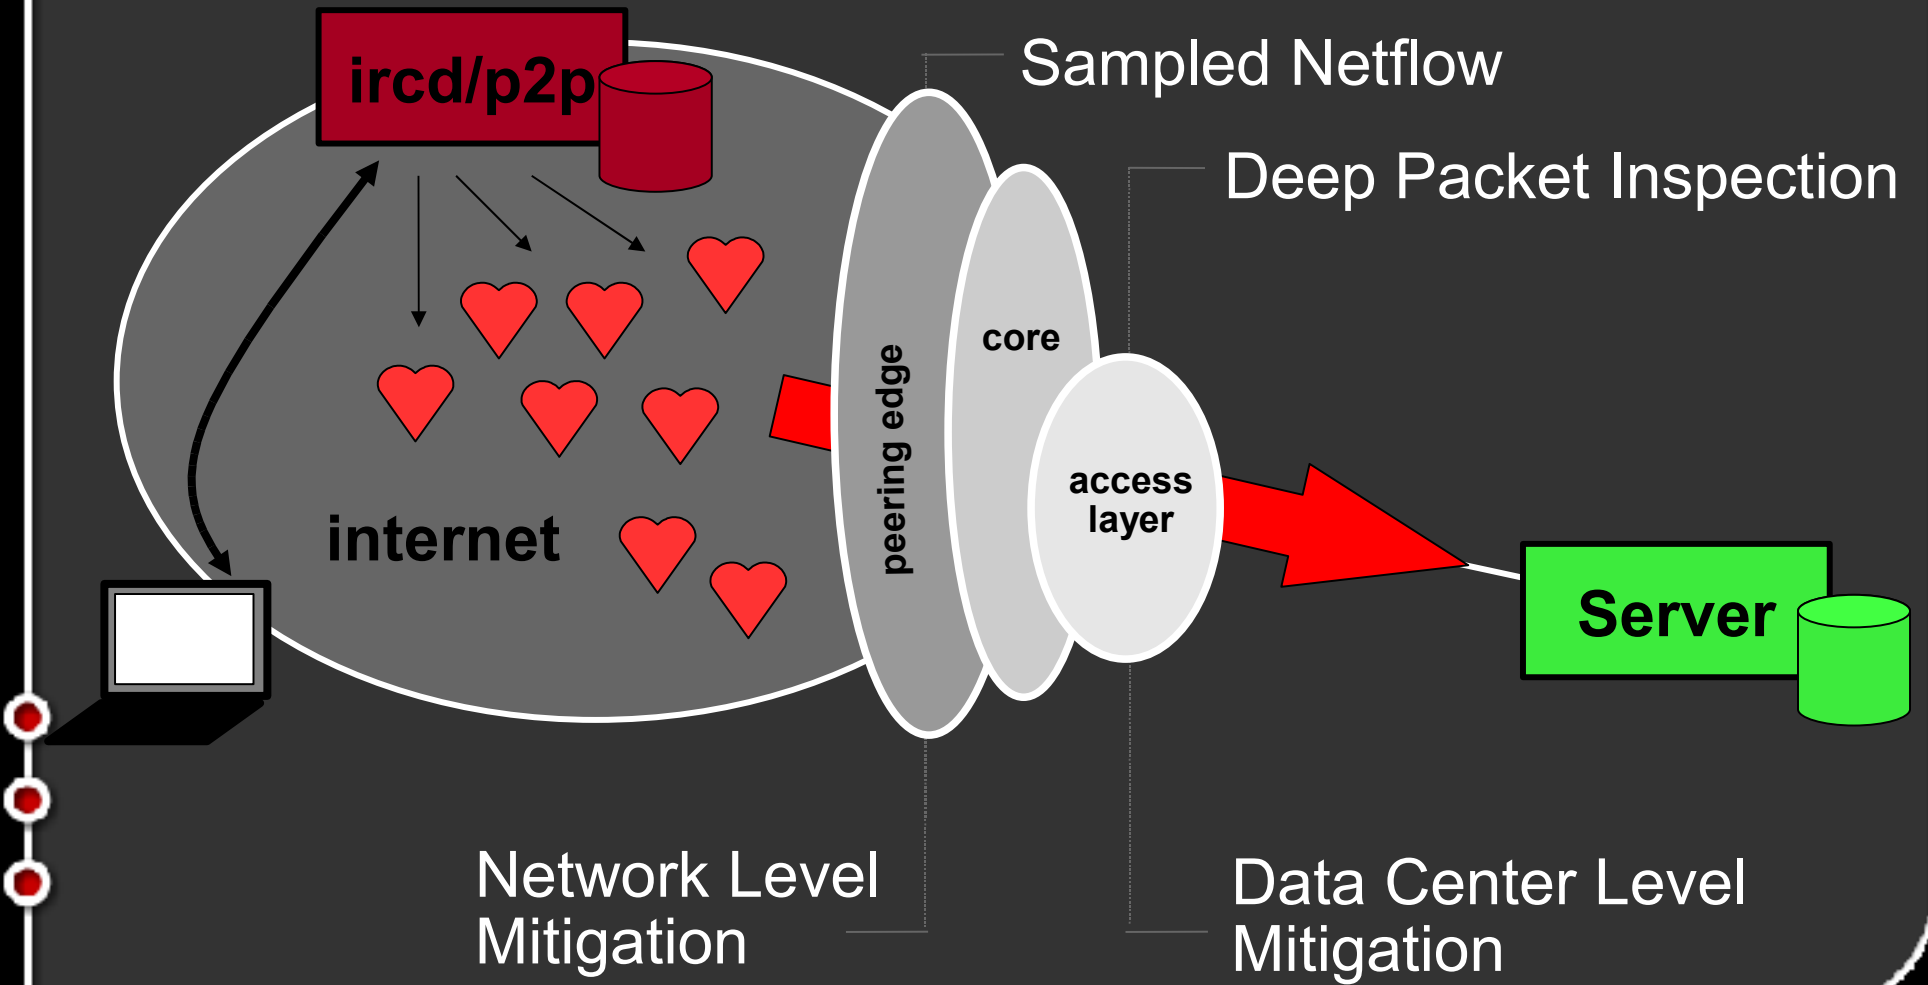 ircd/p2p
Sampled Netflow
Deep Packet Inspection
core
peering edge
access
layer
internet
Server
Network Level
Mitigation
Data Center Level
Mitigation